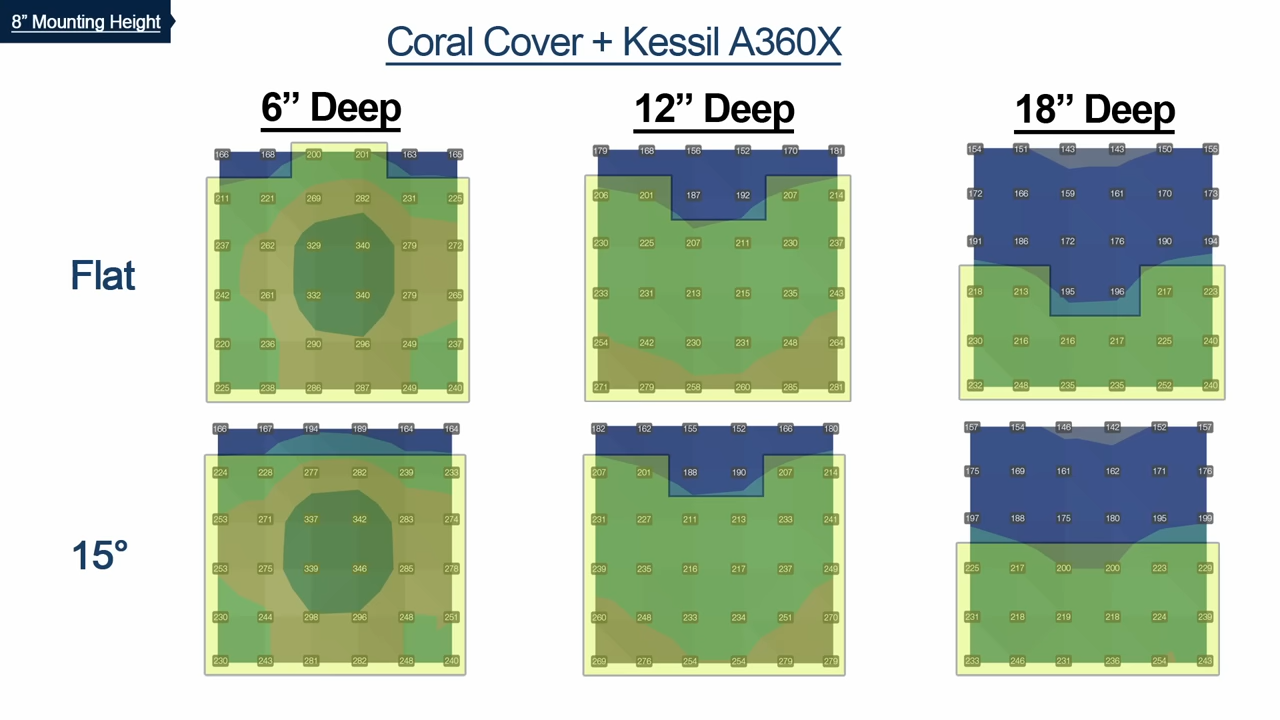 8” Mounting Height
Coral Cover + Kessil A360X
6” Deep 12” Deep 18” Deep
166 168 200 201 163 165 179 168 156 152 170 181 154 151 143 143 150 155
211 221 269 282 231 225 206 201 187 192 207 214 172 166 159 161 170 173
237 262 329 340 279 272 230 225 207 211 230 237 191 186 172 176 190 194
Flat
242 261 332 340 279 265 233 231 213 215 235 243 218 213 195 196 217 223
220 236 290 296 249 237 254 242 230 231 248 264 230 216 216 217 225 240
225 238 286 287 249 240 271 279 258 260 285 281 232 248 235 235 252 240
166 167 194 189 164 164 182 162 155 152 166 180 157 154 146 142 152 157
224 228 277 282 239 233 207 201 188 190 207 214 175 169 161 162 171 176
253 271 337 342 283 274 231 227 211 213 233 241 197 188 175 180 195 199
15°
253 275 339 346 285 278 239 235 216 217 237 249 225 217 200 200 223 229
230 244 298 296 248 251 260 248 233 234 251 270 231 218 219 218 224 239
230 243 281 282 248 240 269 276 254 254 279 279 233 246 231 236 254 243